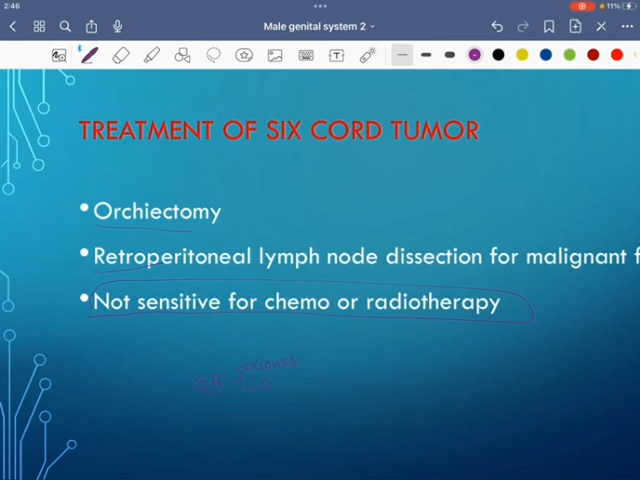 2:46
11%
Male genital system 2
TREATMENT OF SIX CORD TUMOR
• Orchiectomy
• Retroperitoneal lymph node dissection for malignant f
• Not sensitive for chemo or radiotherapy